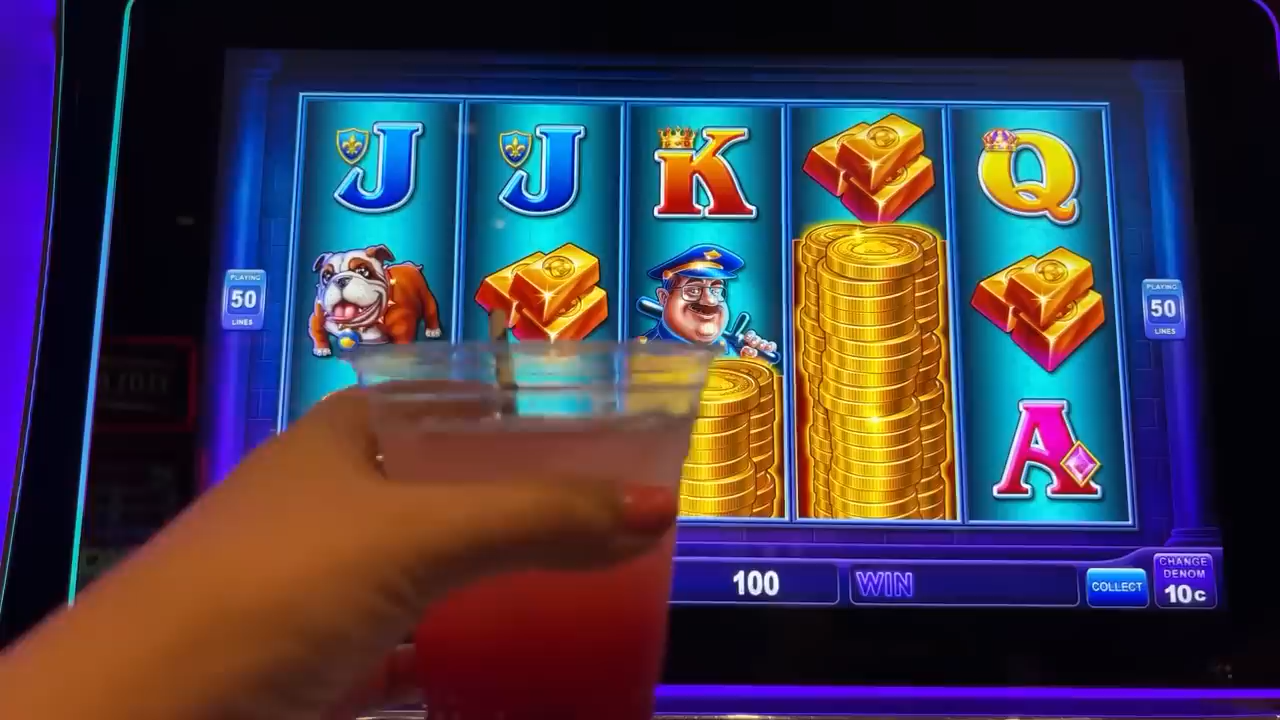 J J K Q
PLAYING
50
LINES
PLAYING
50
LINES
A
100
WIN
COLLECT
CHANGE
DENOM
10c